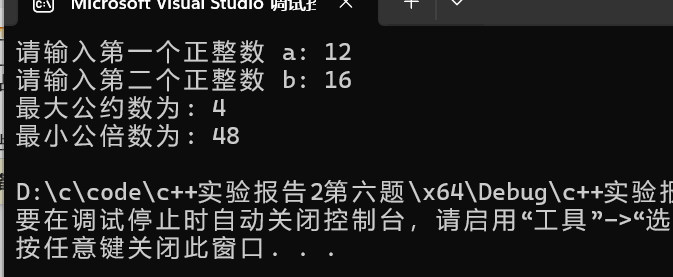 Microsoft Visual Studio 调试
请输入第一个正整数 a: 12
请输入第二个正整数 b: 16
最大公约数为: 4
最小公倍数为: 48
D:\c\code\c++实验报告2第六题\x64\Debug\c++实验
要在调试停止时自动关闭控制台, 请启用“工具”->“选
按任意键关闭此窗口. . .